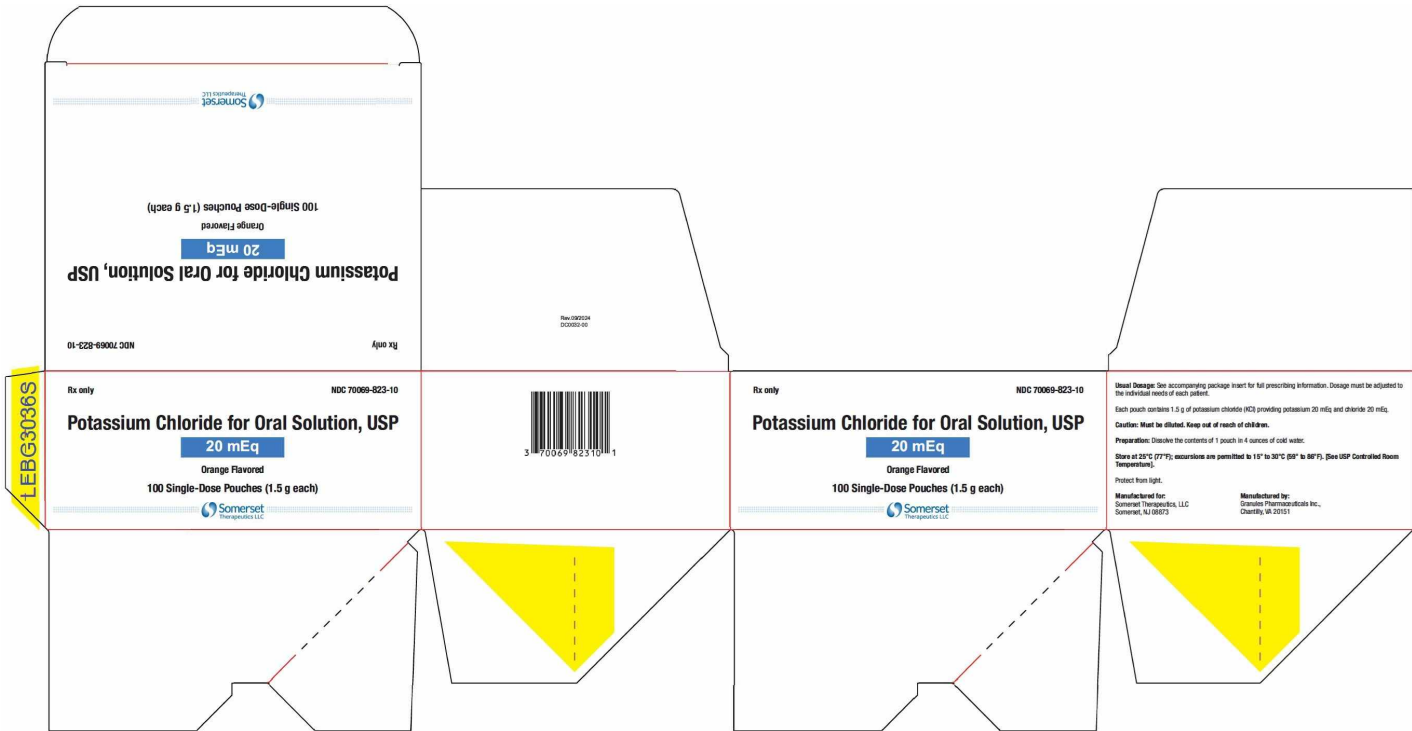 Somerset
Therapeutics LLC
100 Single-Dose Pouches (1.5 g each)
Orange Flavored
20 mEq
Potassium Chloride for Oral Solution, USP
Rx only
NDC 70069-823-10
Rev.09/2024
DC0032-00
LEBG3036S
Rx only
NDC 70069-823-10
Potassium Chloride for Oral Solution, USP
20 mEq
Orange Flavored
100 Single-Dose Pouches (1.5 g each)
Somerset
Therapeutics LLC
3 70069 82310 1
Rx only
NDC 70069-823-10
Potassium Chloride for Oral Solution, USP
20 mEq
Orange Flavored
100 Single-Dose Pouches (1.5 g each)
Somerset
Therapeutics LLC
Usual Dosage: See accompanying package insert for full prescribing information. Dosage must be adjusted to
the individual needs of each patient.
Each pouch contains 1.5 g of potassium chloride (KCl) providing potassium 20 mEq and chloride 20 mEq.
Caution: Must be diluted. Keep out of reach of children.
Preparation: Dissolve the contents of 1 pouch in 4 ounces of cold water.
Store at 25°C (77°F); excursions are permitted to 15° to 30°C (59° to 86°F). [See USP Controlled Room
Temperature].
Protect from light.
Manufactured for:
Somerset Therapeutics, LLC
Somerset, NJ 08873
Manufactured by:
Granules Pharmaceuticals Inc.,
Chantilly, VA 20151